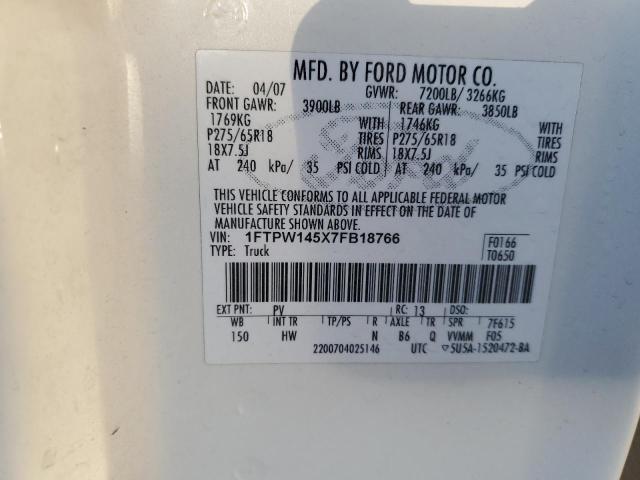 MFD. BY FORD MOTOR CO.
DATE: 04/07 GVWR: 7200LB/ 3266KG
FRONT GAWR: 3900LB REAR GAWR: 3850LB
1769KG WITH 1746KG WITH
P275/65R18 TIRES P275/65R18 TIRES
18X7.5J RIMS 18X7.5J RIMS
AT 240 kPa/ 35 PSI COLD AT 240 kPa/ 35 PSI COLD
THIS VEHICLE CONFORMS TO ALL APPLICABLE FEDERAL MOTOR
VEHICLE SAFETY STANDARDS IN EFFECT ON THE DATE OF
MANUFACTURE SHOWN ABOVE.
VIN: 1FTPW145X7FB18766 F0166
TYPE: Truck T0650
EXT PNT: PV RC: 13 DSO:
WB INT TR TP/PS R AXLE TR SPR 7F615
150 HW N B6 Q VVMM F05
2200704025146 UTC 5U5A-1520472-BA